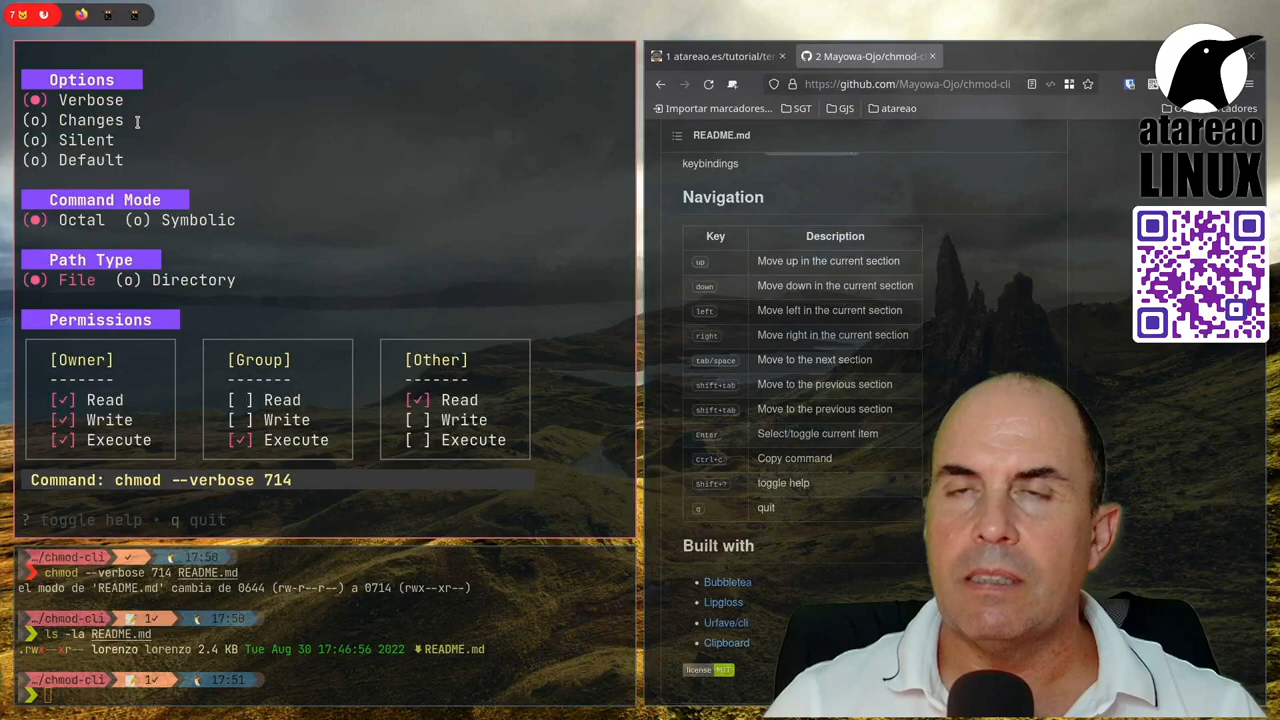 7
1 atareao.es/tutorial/ter
2 Mayowa-Ojo/chmod-cli
https://github.com/Mayowa-Ojo/chmod-cli
Importar marcadores... SGT GJS atareao
atareao
LINUX
Options
(•) Verbose
(o) Changes
(o) Silent
(o) Default
Command Mode
(•) Octal (o) Symbolic
Path Type
(•) File (o) Directory
Permissions
[Owner] [Group] [Other]
------- ------- -------
[✓] Read [ ] Read [✓] Read
[✓] Write [ ] Write [ ] Write
[✓] Execute [✓] Execute [ ] Execute
Command: chmod --verbose 714
? toggle help • q quit
…/chmod-cli ✓ 17:50
chmod --verbose 714 README.md
el modo de 'README.md' cambia de 0644 (rw-r--r--) a 0714 (rwx--xr--)
…/chmod-cli 1✓ 17:50
ls -la README.md
.rwx--xr-- lorenzo lorenzo 2.4 KB Tue Aug 30 17:46:56 2022 README.md
…/chmod-cli 1✓ 17:51
README.md
keybindings
Navigation
Key Description
up Move up in the current section
down Move down in the current section
left Move left in the current section
right Move right in the current section
tab/space Move to the next section
shift+tab Move to the previous section
shift+tab Move to the previous section
Enter Select/toggle current item
Ctrl+c Copy command
Shift+? toggle help
q quit
Built with
• Bubbletea
• Lipgloss
• Urfave/cli
• Clipboard
license MIT